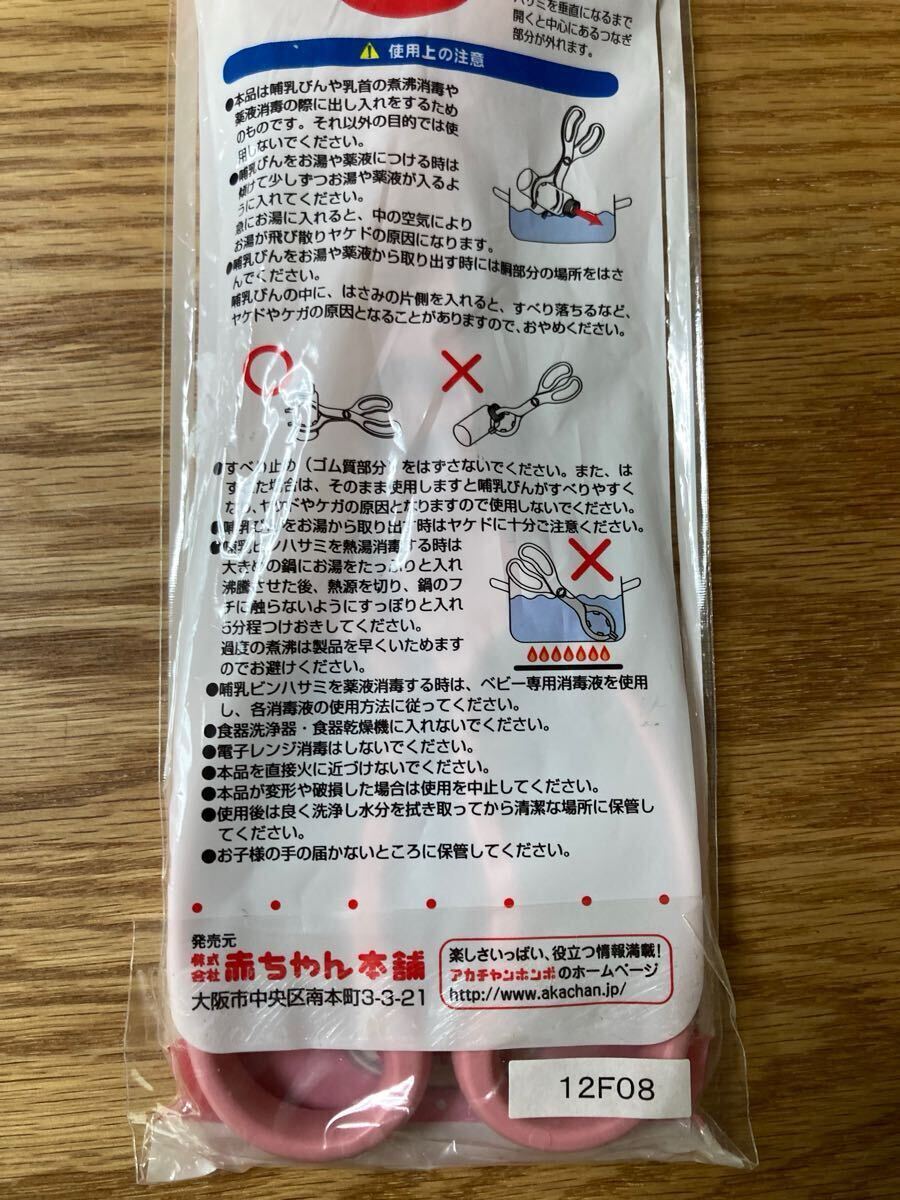 ハサミを垂直になるまで
開くと中心にあるつなぎ
部分が外れます。
使用上の注意
●本品は哺乳びんや乳首の煮沸消毒や
薬液消毒の際に出し入れをするため
のものです。それ以外の目的では使
用しないでください。
●哺乳びんをお湯や薬液につける時は
傾けて少しずつお湯や薬液が入るよ
うに入れてください。
急にお湯に入れると、中の空気により
お湯が飛び散りヤケドの原因になります。
●哺乳びんをお湯や薬液から取り出す時には胴部分の場所をはさ
んでください。
哺乳びんの中に、はさみの片側を入れると、すべり落ちるなど、
ヤケドやケガの原因となることがありますので、おやめください。
●すべり止め（ゴム質部分）をはずさないでください。また、は
ずれた場合は、そのまま使用しますと哺乳びんがすべりやすく
なり、ヤケドやケガの原因となりますので使用しないでください。
●哺乳びんをお湯から取り出す時はヤケドに十分ご注意ください。
●哺乳ビンハサミを熱湯消毒する時は
大きめの鍋にお湯をたっぷりと入れ
沸騰させた後、熱源を切り、鍋のフ
チに触らないようにすっぽりと入れ
5分程つけおきしてください。
過度の煮沸は製品を早くいためます
のでお避けください。
●哺乳ビンハサミを薬液消毒する時は、ベビー専用消毒液を使用
し、各消毒液の使用方法に従ってください。
●食器洗浄器・食器乾燥機に入れないでください。
●電子レンジ消毒はしないでください。
●本品を直接火に近づけないでください。
●本品が変形や破損した場合は使用を中止してください。
●使用後は良く洗浄し水分を拭き取ってから清潔な場所に保管し
てください。
●お子様の手の届かないところに保管してください。
発売元
株式会社 赤ちゃん本舗
大阪市中央区南本町3-3-21
楽しさいっぱい、役立つ情報満載!
アカチャンホンポのホームページ
http://www.akachan.jp/
12F08